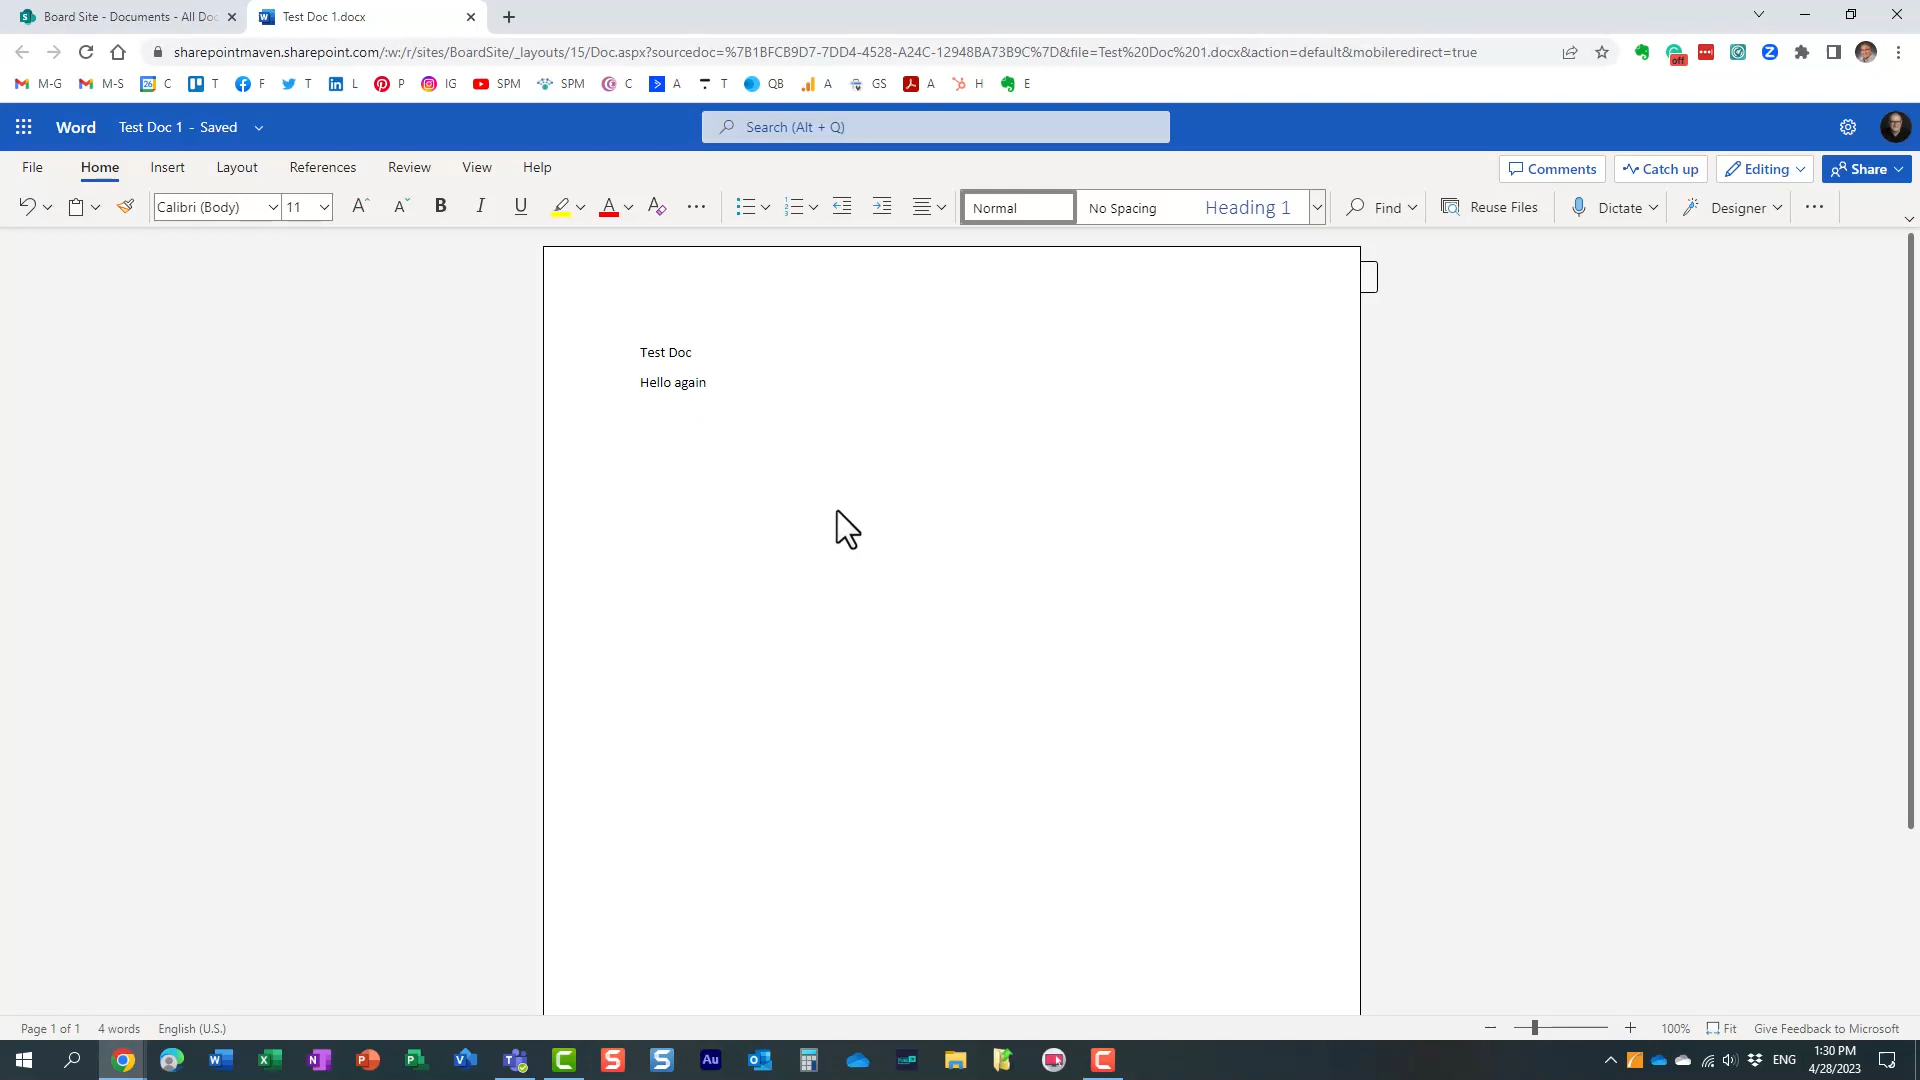 Board Site - Documents - All Doc
Test Doc 1.docx
sharepointmaven.sharepoint.com/:w:/r/sites/BoardSite/_layouts/15/Doc.aspx?sourcedoc=%7B1BFCB9D7-7DD4-4528-A24C-12948BA73B9C%7D&file=Test%20Doc%201.docx&action=default&mobileredirect=true
off
M-G M-S 26 C T F T L P IG SPM SPM C A T QB A GS A H E
Word Test Doc 1 - Saved
Search (Alt + Q)
File Home Insert Layout References Review View Help
Comments Catch up Editing Share
Calibri (Body) 11 A A B I U A A
Normal No Spacing Heading 1 Find Reuse Files Dictate Designer
Test Doc
Hello again
Page 1 of 1 4 words English (U.S.)
100% Fit Give Feedback to Microsoft
Au
ENG
1:30 PM
4/28/2023